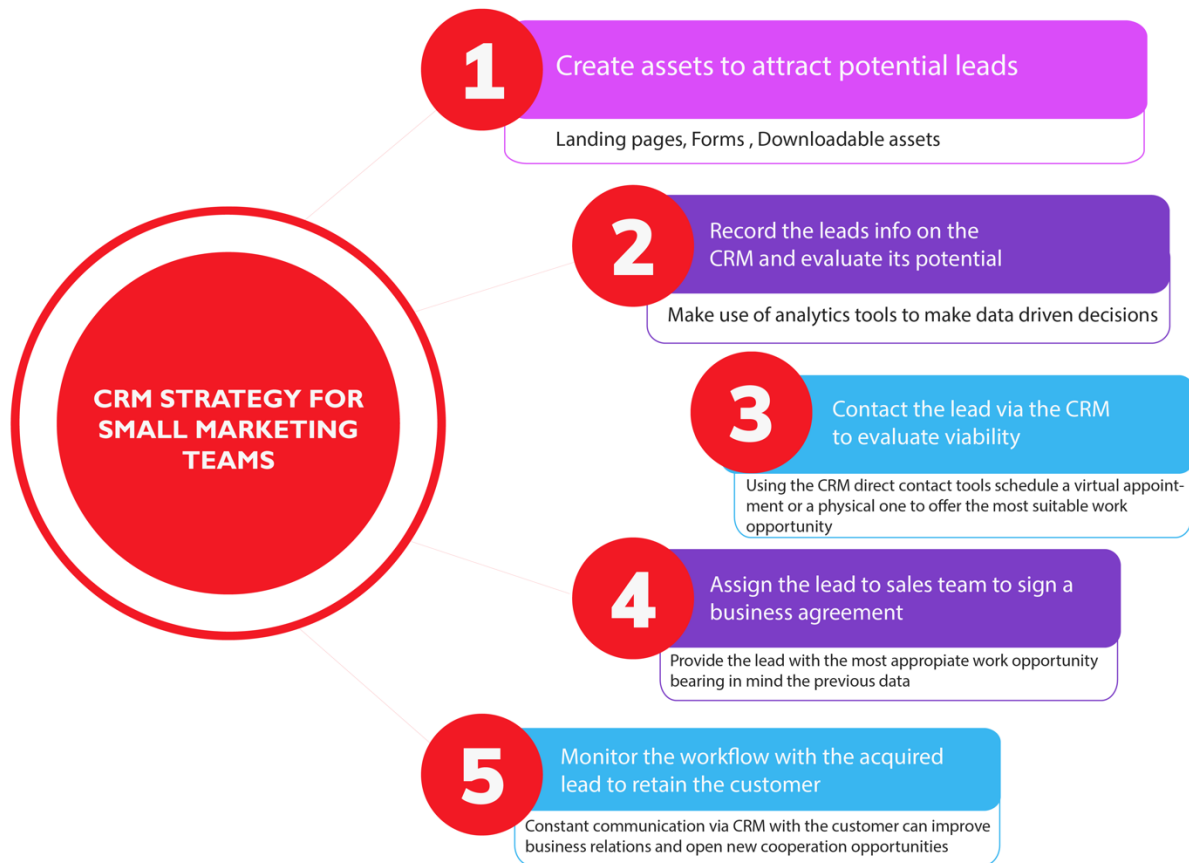 CRM STRATEGY FOR
SMALL MARKETING
TEAMS
1
Create assets to attract potential leads
Landing pages, Forms , Downloadable assets
2
Record the leads info on the
CRM and evaluate its potential
Make use of analytics tools to make data driven decisions
3
Contact the lead via the CRM
to evaluate viability
Using the CRM direct contact tools schedule a virtual appoint-
ment or a physical one to offer the most suitable work
opportunity
4
Assign the lead to sales team to sign a
business agreement
Provide the lead with the most appropiate work opportunity
bearing in mind the previous data
5
Monitor the workflow with the acquired
lead to retain the customer
Constant communication via CRM with the customer can improve
business relations and open new cooperation opportunities